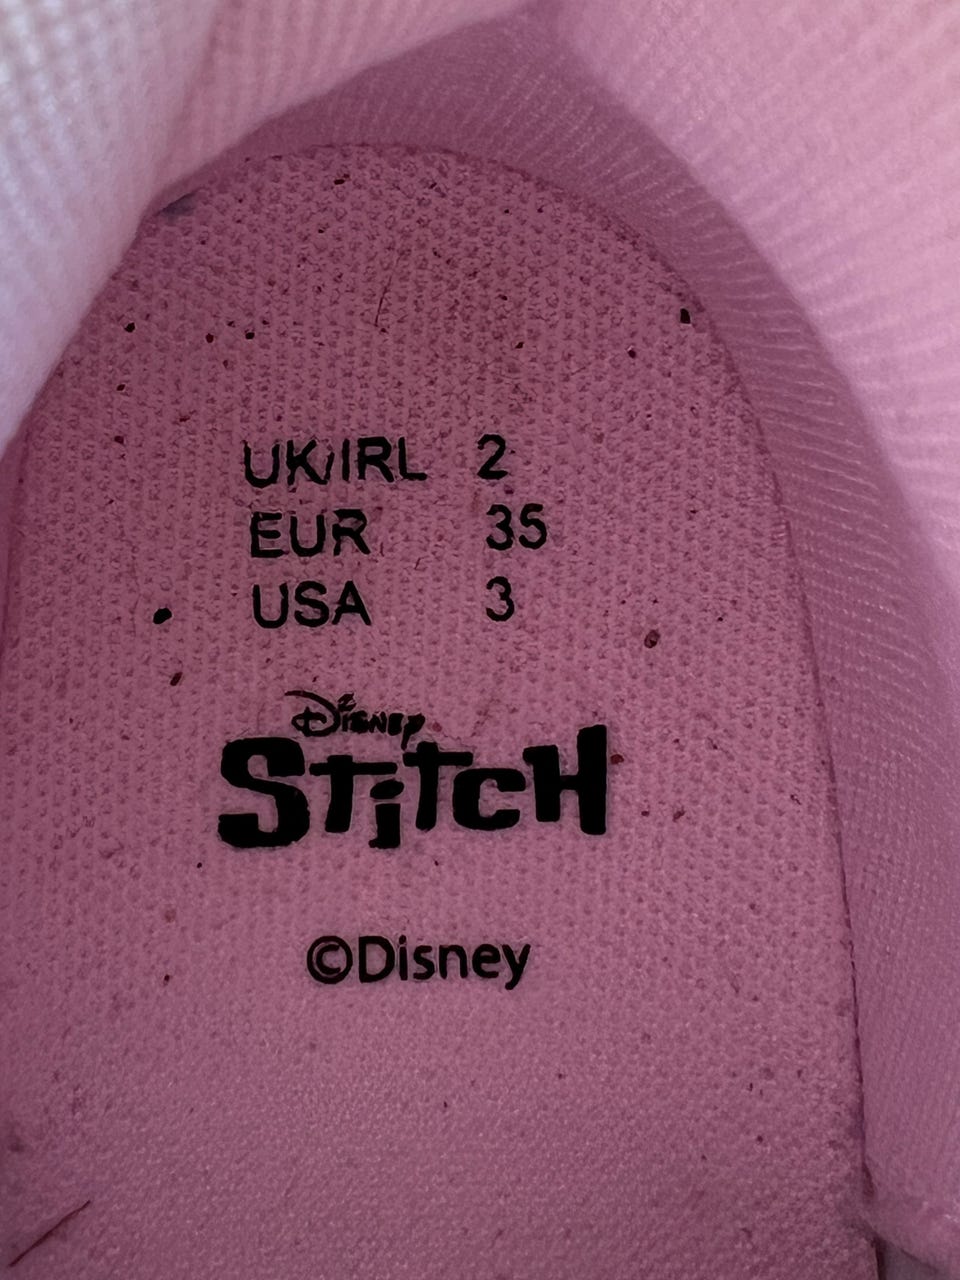 UK/IRL 2
EUR 35
USA 3
Disney
STiTCH
©Disney